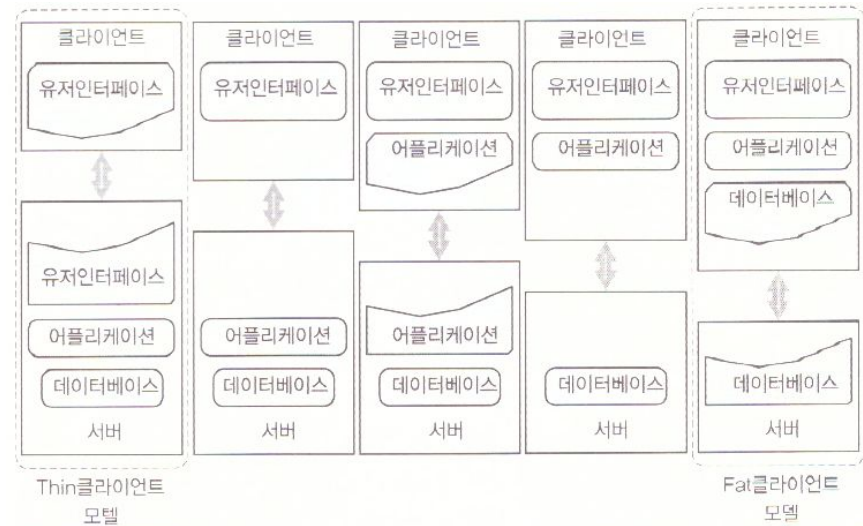 클라이언트
유저인터페이스
유저인터페이스
어플리케이션
데이터베이스
서버
Thin클라이언트
모텔
클라이언트
유저인터페이스
어플리케이션
데이터베이스
서버
클라이언트
유저인터페이스
어플리케이션
어플리케이션
데이터베이스
서버
클라이언트
유저인터페이스
어플리케이션
데이터베이스
서버
클라이언트
유저인터페이스
어플리케이션
데이터베이스
데이터베이스
서버
Fat클라이언트
모델